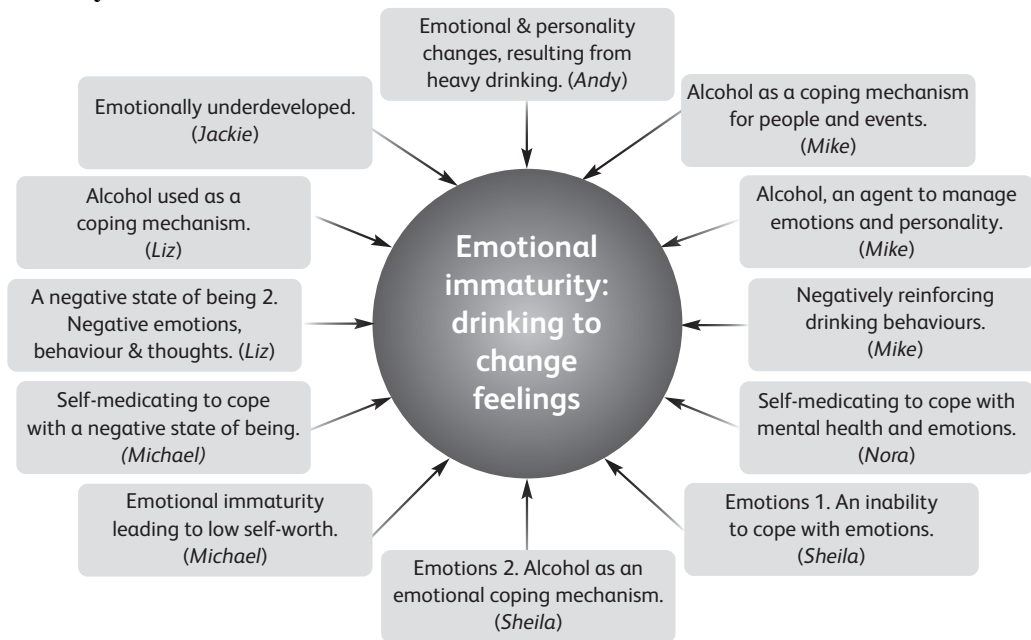 Emotional & personality
changes, resulting from
heavy drinking. (Andy)
Alcohol as a coping mechanism
for people and events.
(Mike)
Alcohol, an agent to manage
emotions and personality.
(Mike)
Negatively reinforcing
drinking behaviours.
(Mike)
Self-medicating to cope with
mental health and emotions.
(Nora)
Emotions 1. An inability
to cope with emotions.
(Sheila)
Emotions 2. Alcohol as an
emotional coping mechanism.
(Sheila)
Emotional immaturity
leading to low self-worth.
(Michael)
Self-medicating to cope
with a negative state of being.
(Michael)
A negative state of being 2.
Negative emotions,
behaviour & thoughts. (Liz)
Alcohol used as a
coping mechanism.
(Liz)
Emotionally underdeveloped.
(Jackie)
Emotional
immaturity:
drinking to
change
feelings